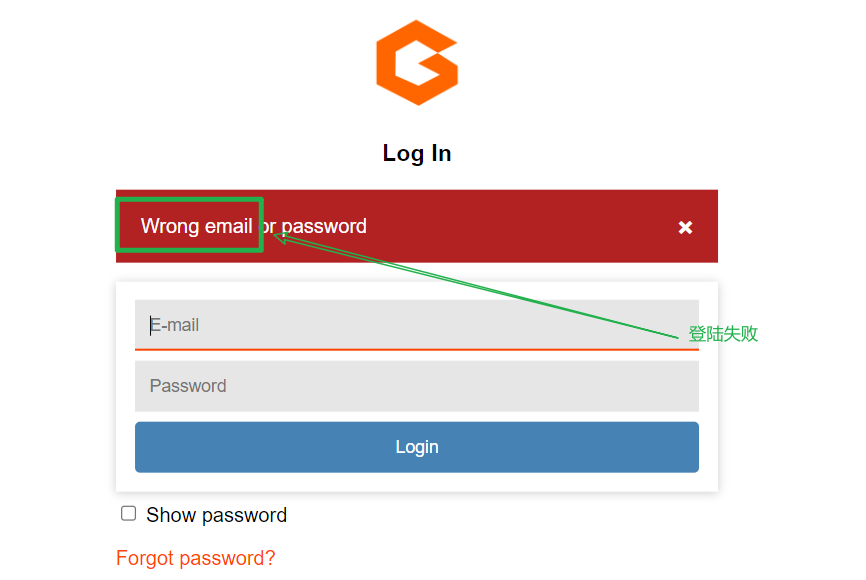 Log In
Wrong email or password
E-mail
登陆失败
Password
Login
Show password
Forgot password?